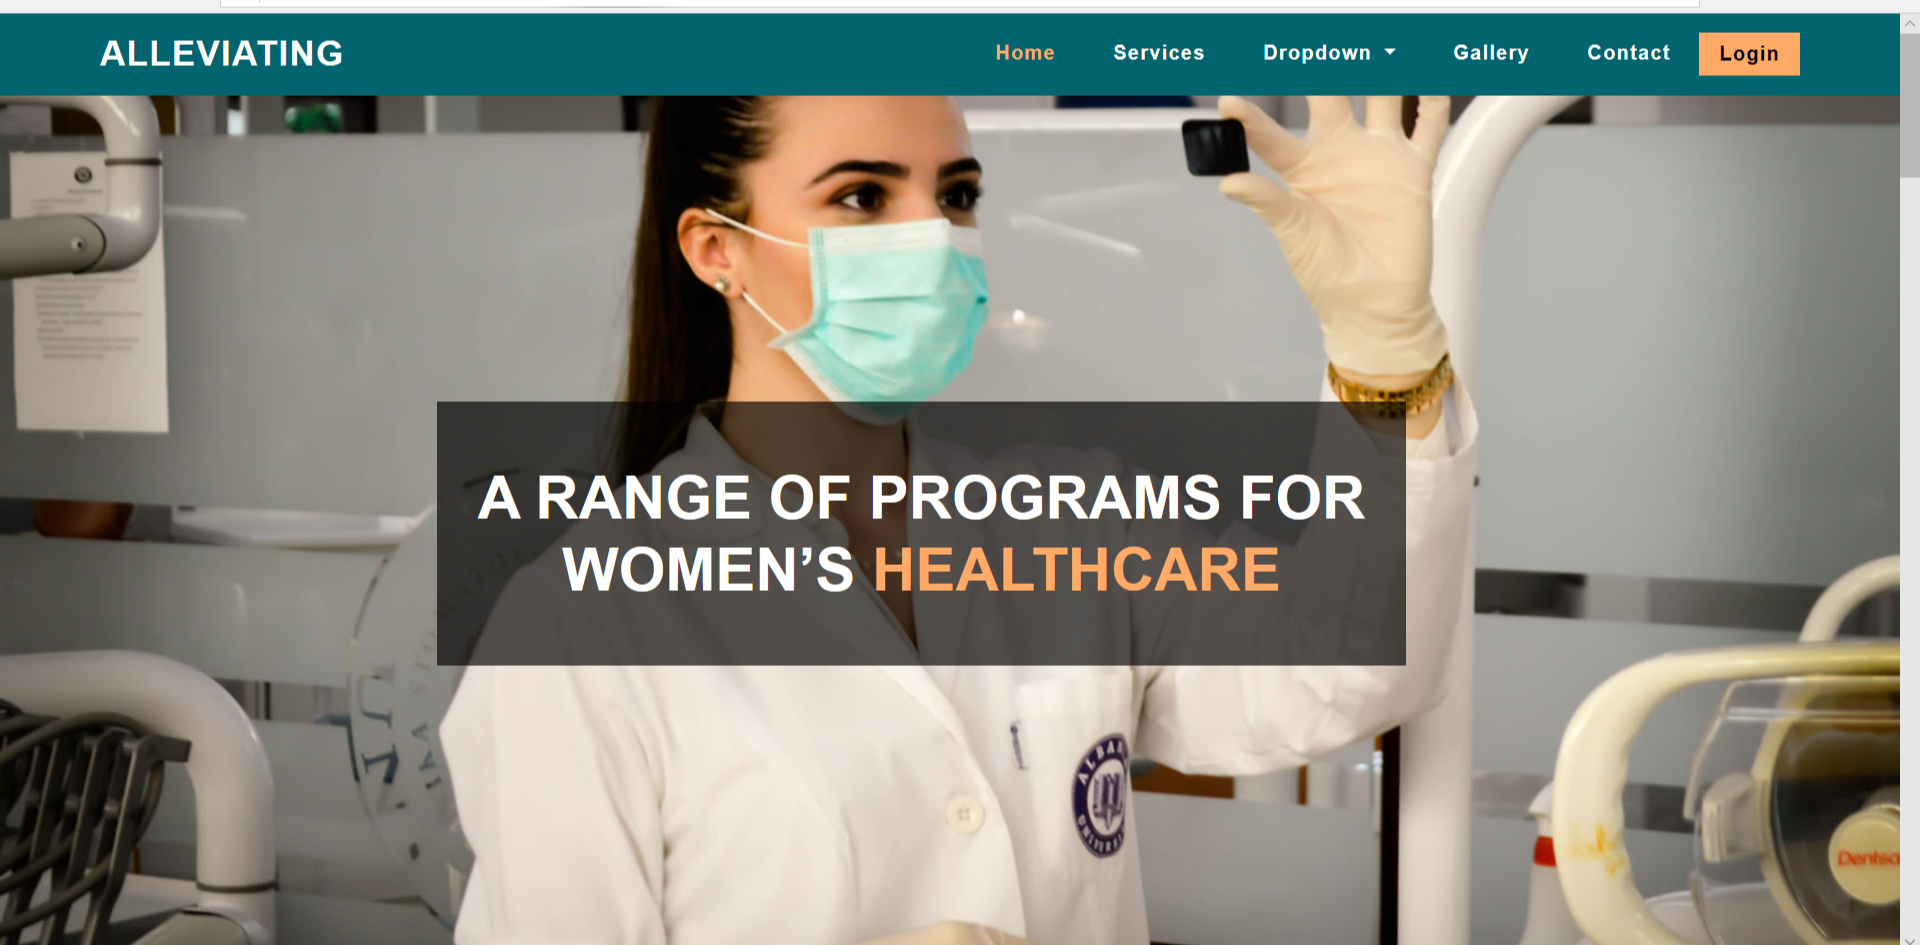 ALLEVIATING
Home Services Dropdown Gallery Contact Login
A RANGE OF PROGRAMS FOR
WOMEN’S HEALTHCARE